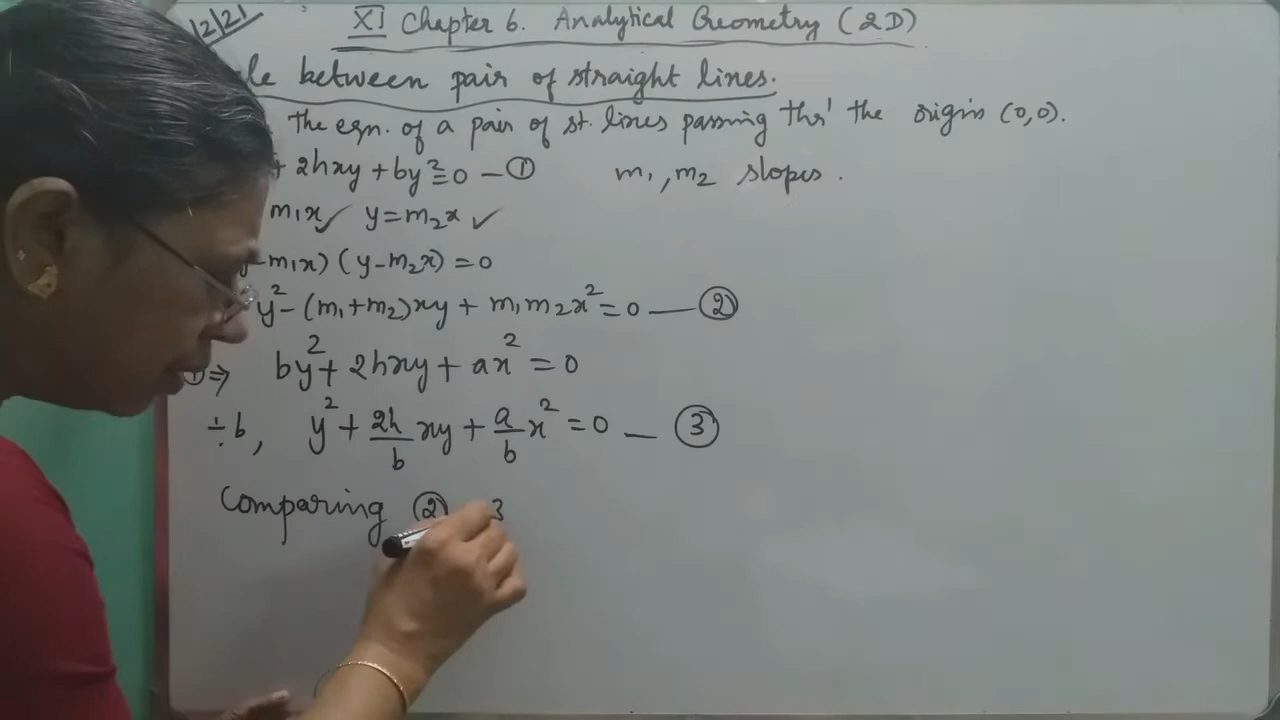 12/21 XI Chapter 6. Analytical Geometry (2D)
between pair of straight lines.
The eqn. of a pair of st. lines passing thr' the origin (0,0).
+ 2hxy + by² = 0 — ① m₁, m₂ slopes.
m₁x ✓ y = m₂x ✓
- m₁x) (y - m₂x) = 0
y² - (m₁+m₂)xy + m₁m₂x² = 0 — ②
①⇒ by² + 2hxy + ax² = 0
÷b, y² + 2h/b xy + a/b x² = 0 — ③
Comparing ② 3